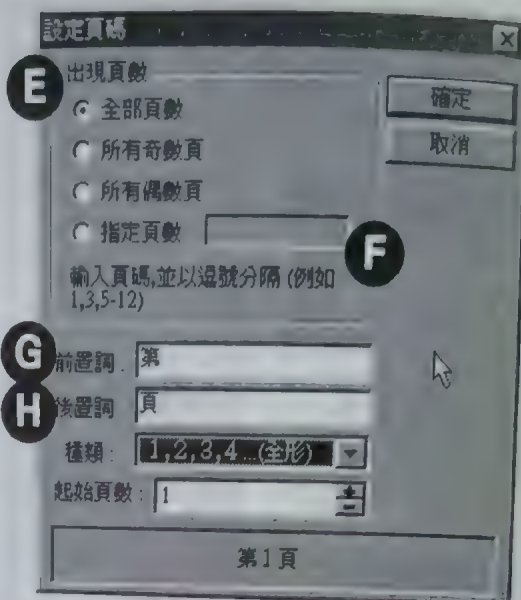 設定頁碼
E
出現頁數
全部頁數
所有奇數頁
所有偶數頁
指定頁數
F
輸入頁碼,並以逗號分隔 (例如
1,3,5-12)
確定
取消
G
前置詞: 第
H
後置詞 頁
種類: 1,2,3,4...(全形)
起始頁數: 1
第1頁